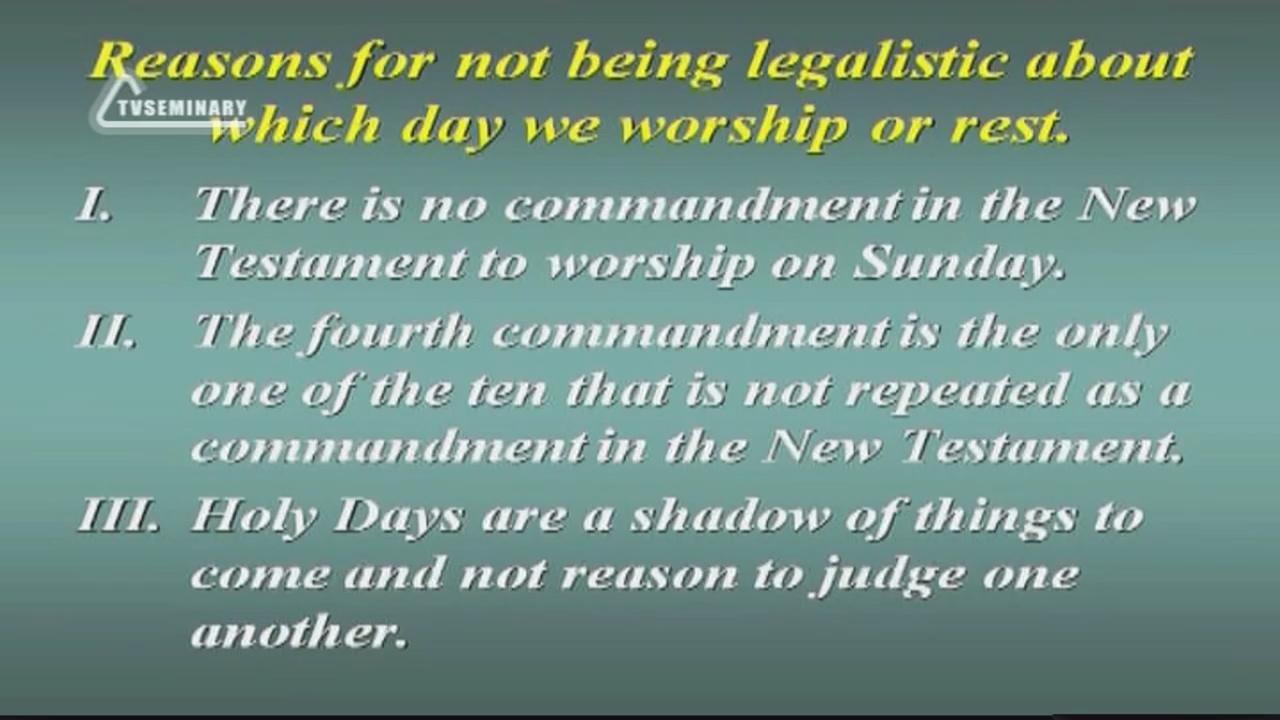 Reasons for not being legalistic about
TVSEMINARY
which day we worship or rest.
I. There is no commandment in the New
Testament to worship on Sunday.
II. The fourth commandment is the only
one of the ten that is not repeated as a
commandment in the New Testament.
III. Holy Days are a shadow of things to
come and not reason to judge one
another.